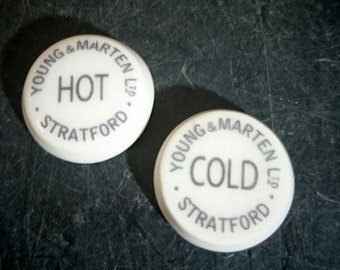 YOUNG & MARTEN LTD
HOT
· STRATFORD ·
YOUNG & MARTEN LTD
COLD
· STRATFORD ·